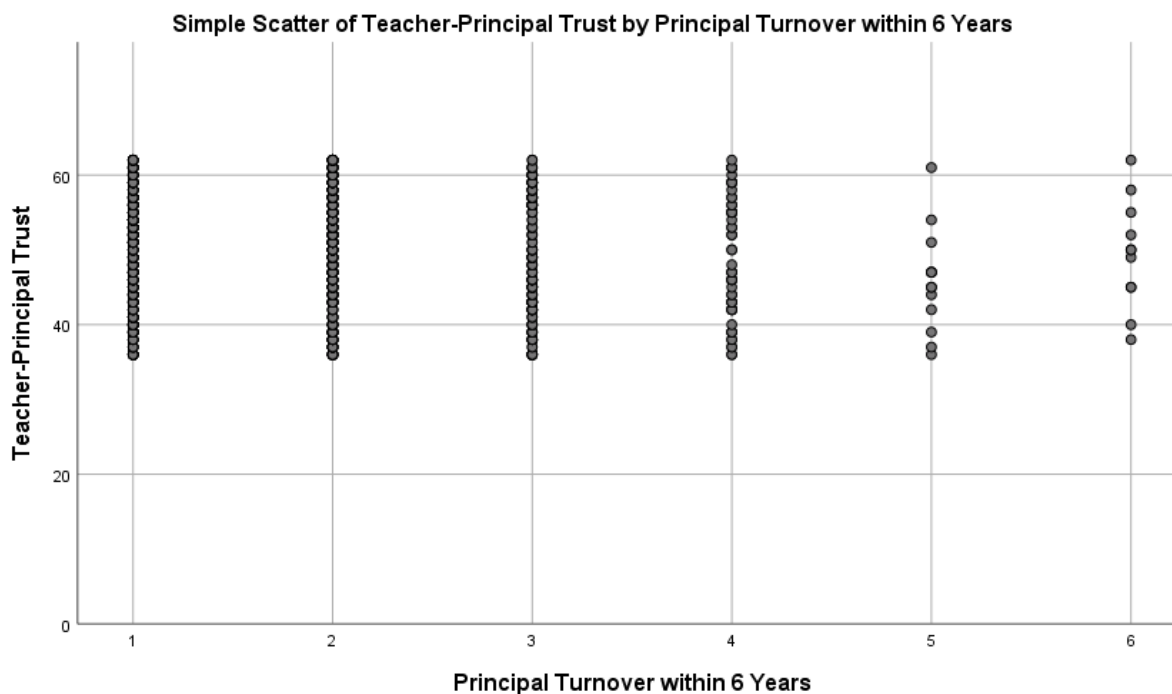 Simple Scatter of Teacher-Principal Trust by Principal Turnover within 6 Years
Teacher-Principal Trust
60
40
20
0
1 2 3 4 5 6
Principal Turnover within 6 Years